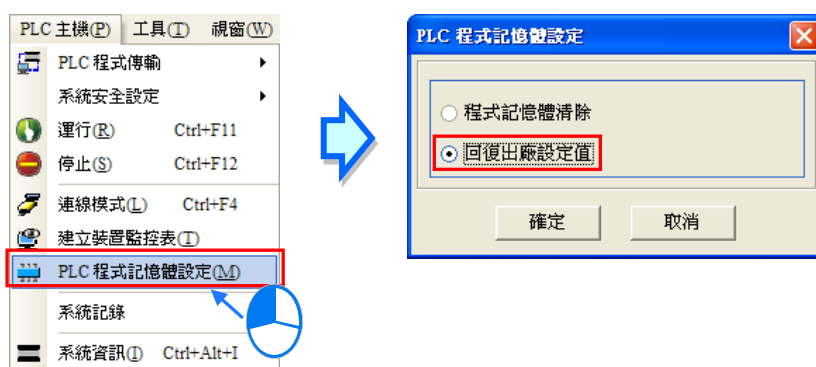 PLC 主機(P) 工具(T) 視窗(W)
PLC 程式傳輸
系統安全設定
運行(R) Ctrl+F11
停止(S) Ctrl+F12
連線模式(L) Ctrl+F4
建立裝置監控表(T)
PLC 程式記憶體設定(M)
系統記錄
系統資訊(I) Ctrl+Alt+I
PLC 程式記憶體設定
程式記憶體清除
回復出廠設定值
確定 取消